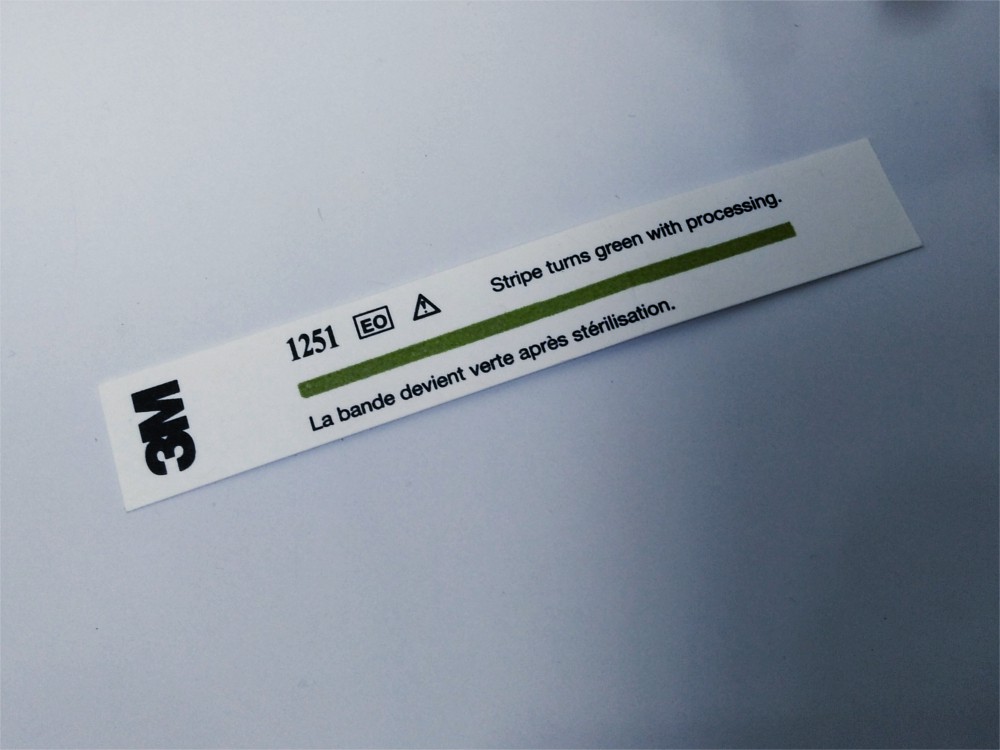 3M
1251 EO
Stripe turns green with processing.
La bande devient verte après stérilisation.